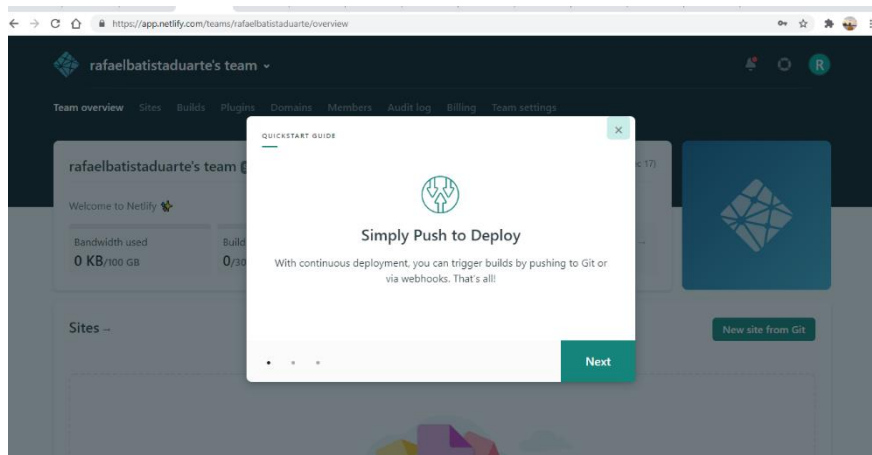 https://app.netlify.com/teams/rafaelbatistaduarte/overview
rafaelbatistaduarte's team
R
Team overview Sites Builds Plugins Domains Members Audit log Billing Team settings
QUICKSTART GUIDE
rafaelbatistaduarte's team
c 17)
Simply Push to Deploy
Welcome to Netlify
Bandwidth used
Build
0 KB/100 GB
0/30
With continuous deployment, you can trigger builds by pushing to Git or
via webhooks. That's all!
Sites
New site from Git
Next